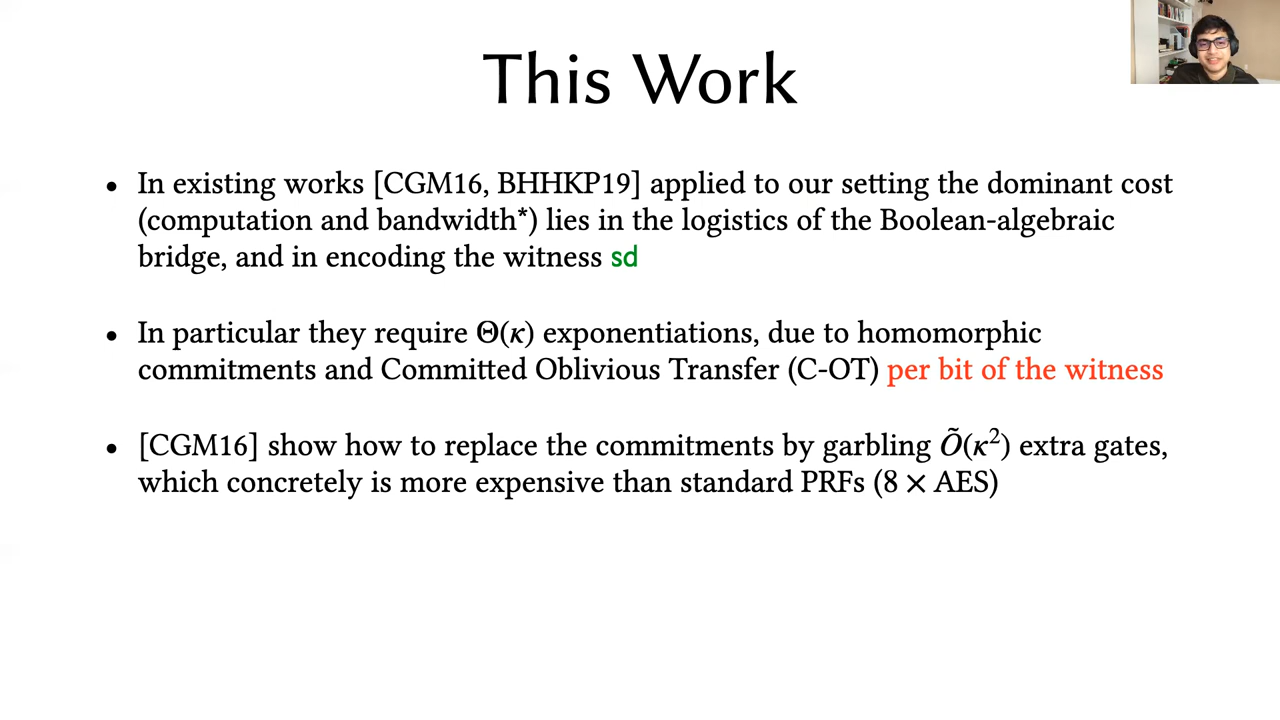 This Work
• In existing works [CGM16, BHHKP19] applied to our setting the dominant cost
(computation and bandwidth*) lies in the logistics of the Boolean-algebraic
bridge, and in encoding the witness sd
• In particular they require Θ(κ) exponentiations, due to homomorphic
commitments and Committed Oblivious Transfer (C-OT) per bit of the witness
• [CGM16] show how to replace the commitments by garbling Õ(κ²) extra gates,
which concretely is more expensive than standard PRFs (8 × AES)